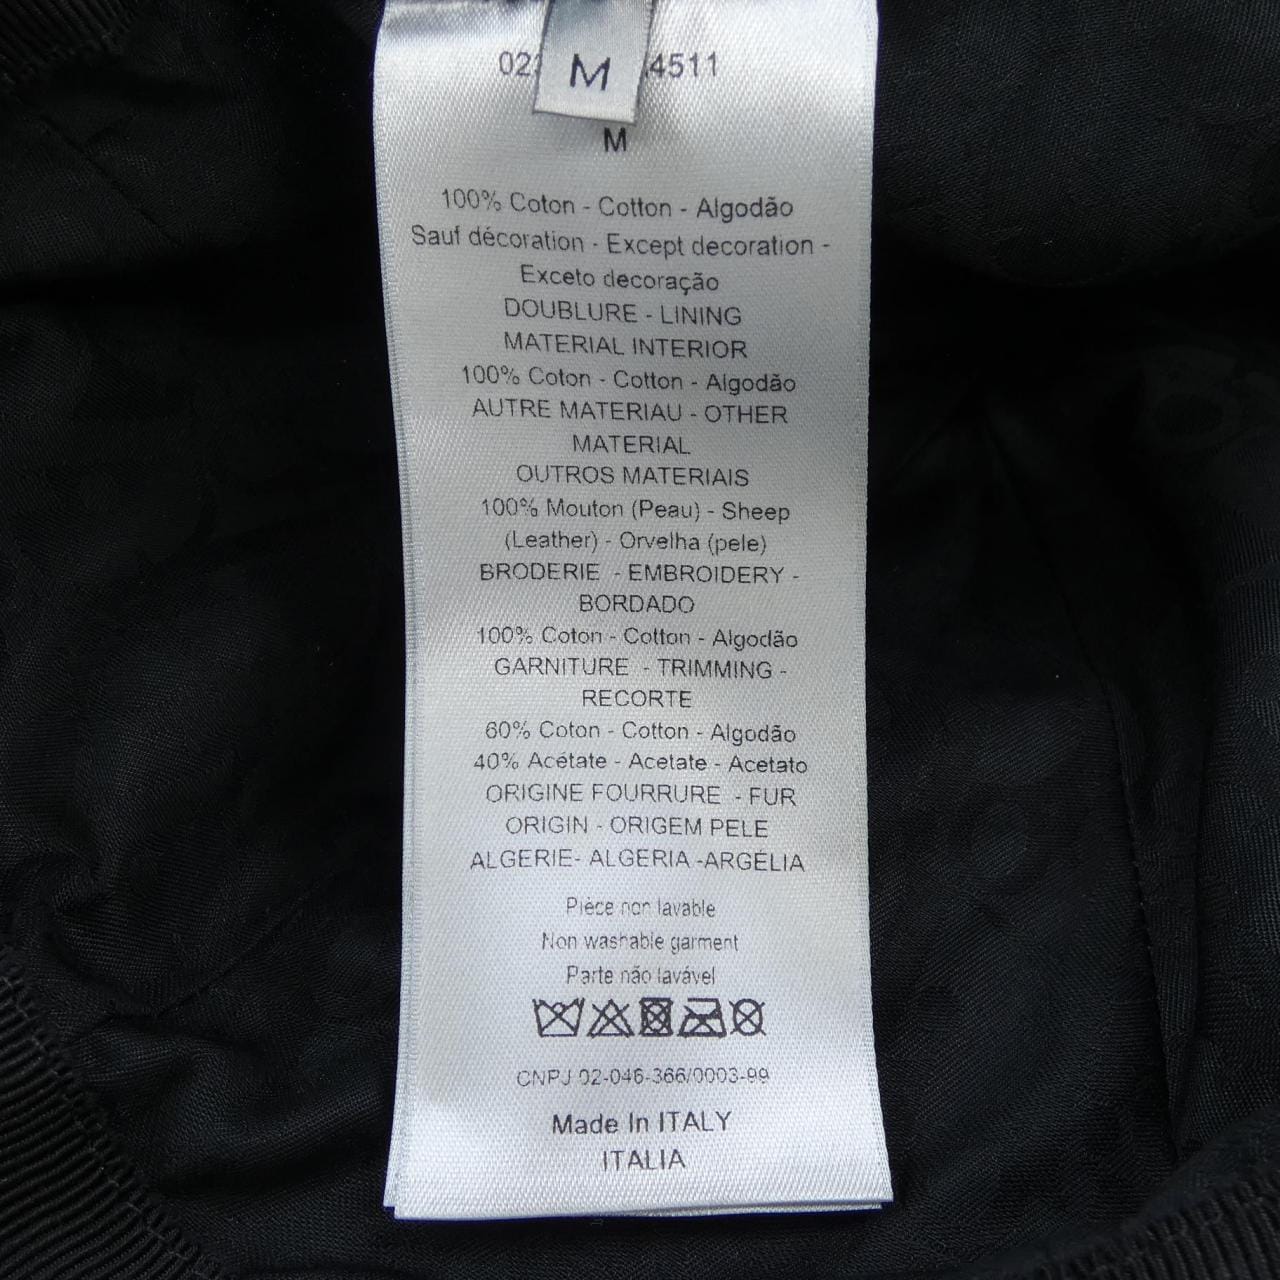 02 4511
M
M
100% Coton - Cotton - Algodão
Sauf décoration - Except decoration -
Exceto decoração
DOUBLURE - LINING
MATERIAL INTERIOR
100% Coton - Cotton - Algodão
AUTRE MATERIAU - OTHER
MATERIAL
OUTROS MATERIAIS
100% Mouton (Peau) - Sheep
(Leather) - Orvelha (pele)
BRODERIE - EMBROIDERY -
BORDADO
100% Coton - Cotton - Algodão
GARNITURE - TRIMMING -
RECORTE
60% Coton - Cotton - Algodão
40% Acétate - Acetate - Acetato
ORIGINE FOURRURE - FUR
ORIGIN - ORIGEM PELE
ALGERIE- ALGERIA -ARGÉLIA
Pièce non lavable
Non washable garment
Parte não lavável
CNPJ 02-046-366/0003-99
Made In ITALY
ITALIA